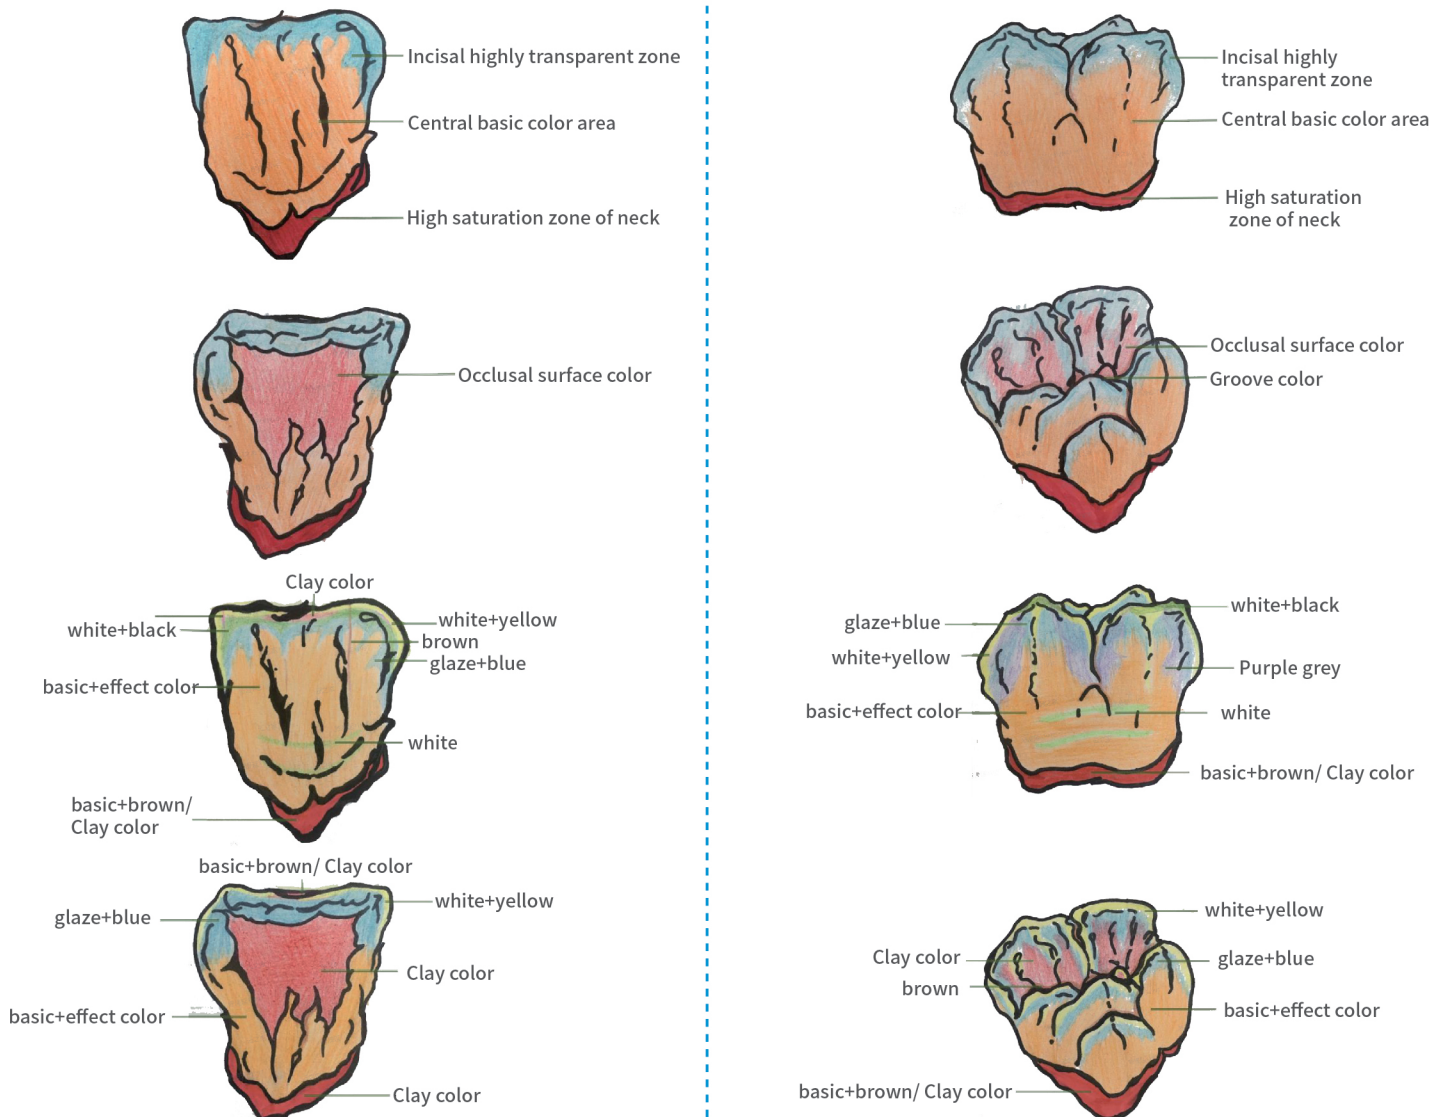 Incisal highly transparent zone
Central basic color area
High saturation zone of neck
Occlusal surface color
Clay color
white+black
white+yellow
brown
glaze+blue
basic+effect color
white
basic+brown/
Clay color
basic+brown/ Clay color
glaze+blue
white+yellow
Clay color
basic+effect color
Clay color
Incisal highly
transparent zone
Central basic color area
High saturation
zone of neck
Occlusal surface color
Groove color
glaze+blue
white+black
white+yellow
Purple grey
basic+effect color
white
basic+brown/ Clay color
white+yellow
Clay color
glaze+blue
brown
basic+effect color
basic+brown/ Clay color